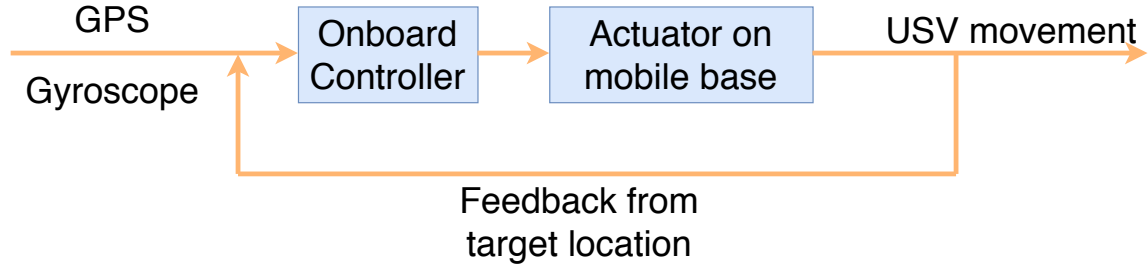 GPS
Gyroscope
Onboard
Controller
Actuator on
mobile base
USV movement
Feedback from
target location